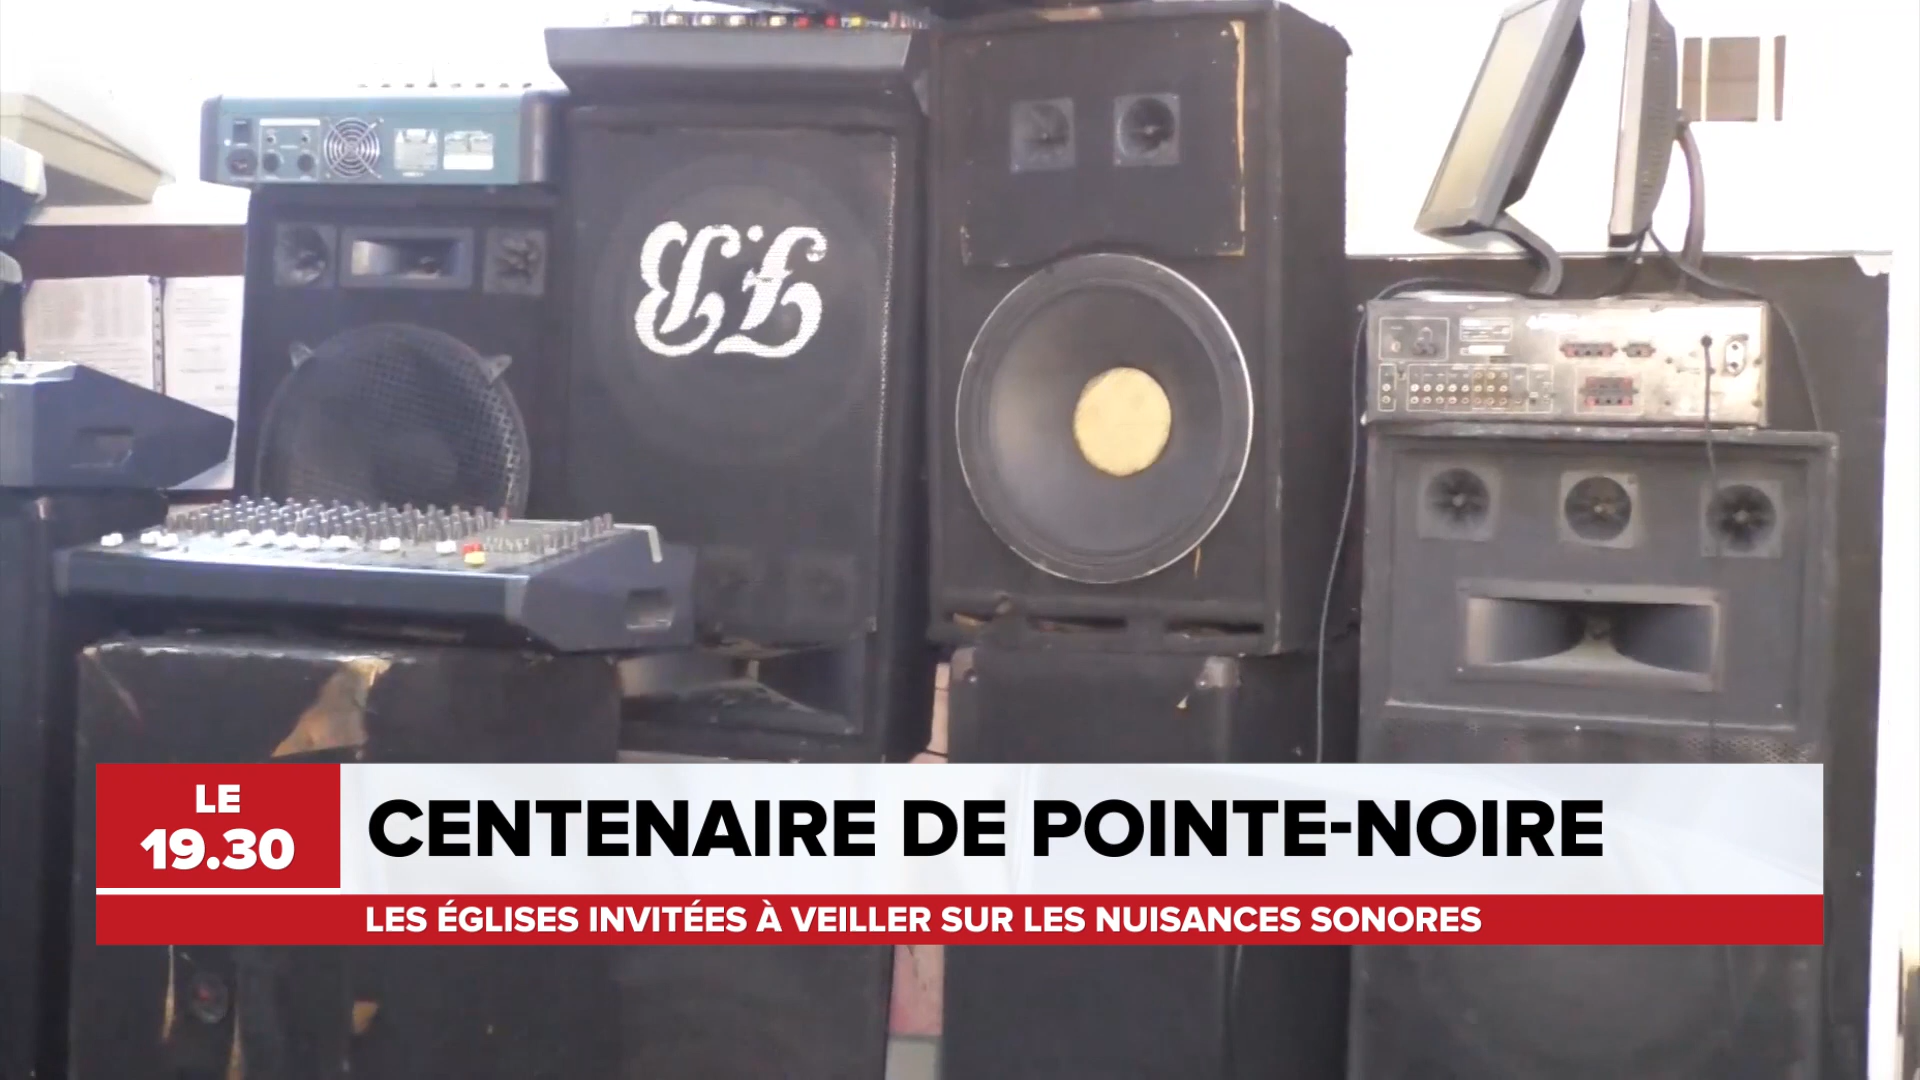 LE
19.30
CENTENAIRE DE POINTE-NOIRE
LES ÉGLISES INVITÉES À VEILLER SUR LES NUISANCES SONORES